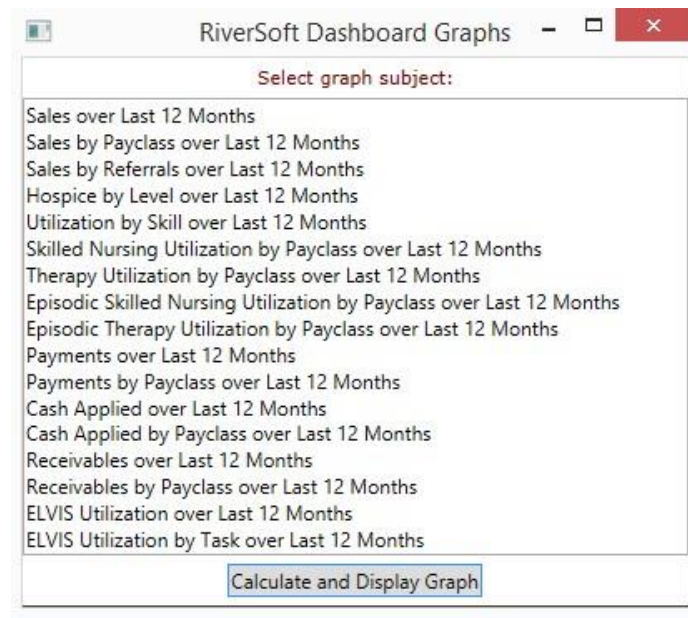 RiverSoft Dashboard Graphs
Select graph subject:
Sales over Last 12 Months
Sales by Payclass over Last 12 Months
Sales by Referrals over Last 12 Months
Hospice by Level over Last 12 Months
Utilization by Skill over Last 12 Months
Skilled Nursing Utilization by Payclass over Last 12 Months
Therapy Utilization by Payclass over Last 12 Months
Episodic Skilled Nursing Utilization by Payclass over Last 12 Months
Episodic Therapy Utilization by Payclass over Last 12 Months
Payments over Last 12 Months
Payments by Payclass over Last 12 Months
Cash Applied over Last 12 Months
Cash Applied by Payclass over Last 12 Months
Receivables over Last 12 Months
Receivables by Payclass over Last 12 Months
ELVIS Utilization over Last 12 Months
ELVIS Utilization by Task over Last 12 Months
Calculate and Display Graph